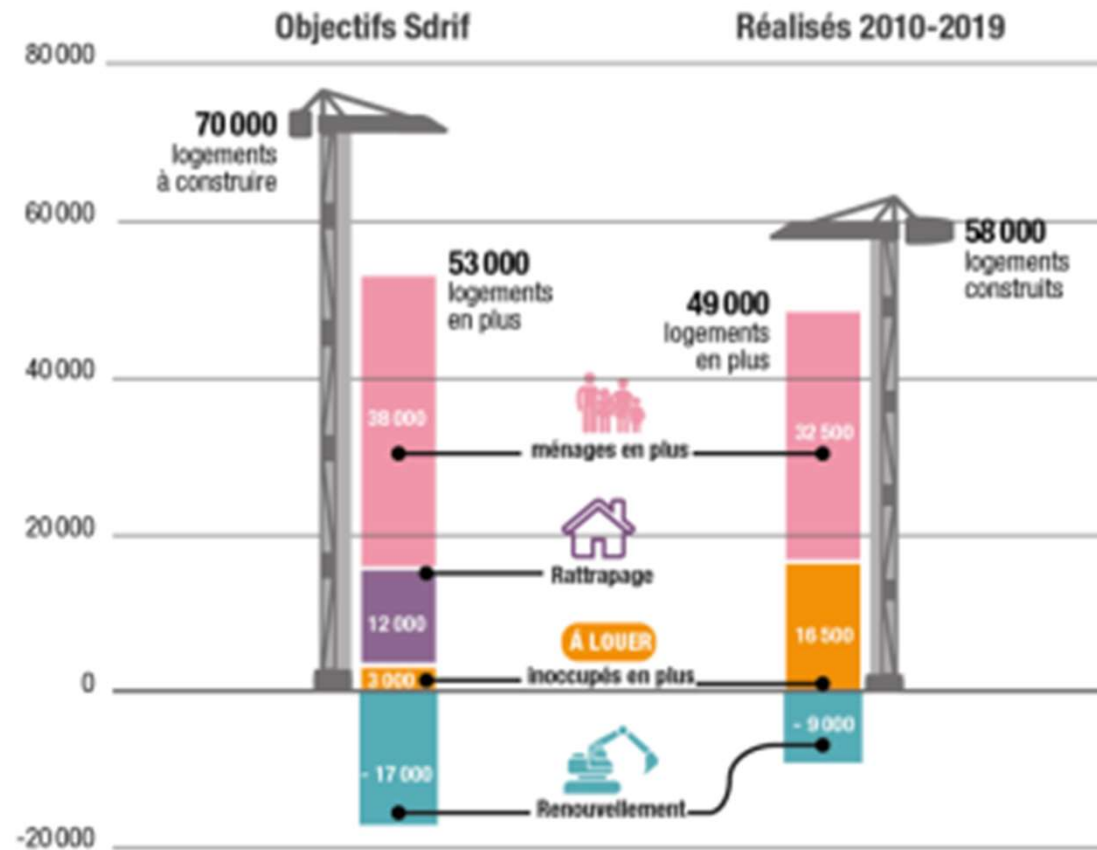 Objectifs Sdrif
Réalisés 2010-2019
80 000
70 000
logements
à construire
60 000
58 000
logements
construits
53 000
logements
en plus
49 000
logements
en plus
40 000
38 000
32 500
ménages en plus
20 000
Rattrapage
12 000
À LOUER
16 500
inoccupés en plus
3 000
0
- 9 000
- 17 000
Renouvellement
-20 000